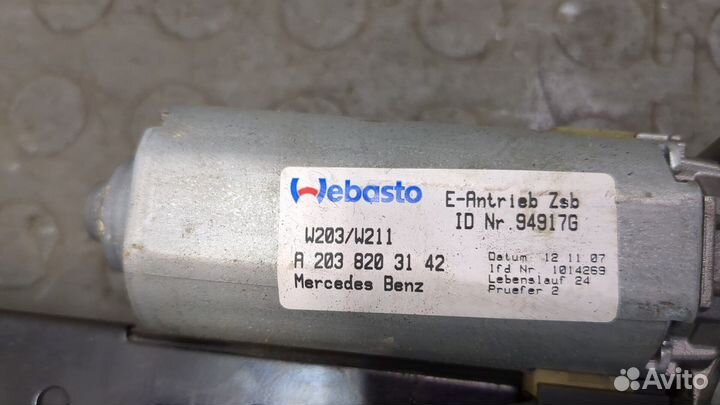 Webasto
E-Antrieb Zsb
ID Nr.94917G
W203/W211
A 203 820 31 42
Mercedes Benz
Datum 12 11 07
lfd Nr 1014269
Lebenslauf 24
Pruefer 2
Avito